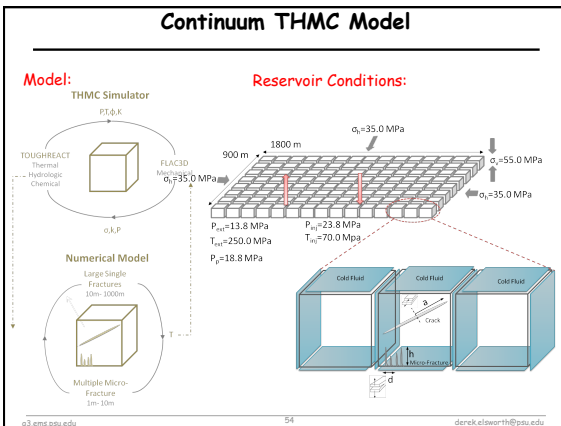 Continuum THMC Model
Model:
Reservoir Conditions:
THMC Simulator
P,T,ϕ,K
TOUGHREACT
Thermal
Hydrologic
Chemical
FLAC3D
Mechanical
σ,k,P
Numerical Model
Large Single
Fractures
10m- 1000m
T
Multiple Micro-
Fracture
1m-10m
σh=35.0 MPa
1800 m
900 m
σv=55.0 MPa
σh=35.0 MPa
σh=35.0 MPa
Pext=13.8 MPa
Text=250.0 MPa
Pp=18.8 MPa
Pinj=23.8 MPa
Tinj=70.0 Mpa
Cold Fluid
Cold Fluid
Cold Fluid
a
Crack
h
Micro-Fracture
d
g3.ems.psu.edu
54
derek.elsworth@psu.edu